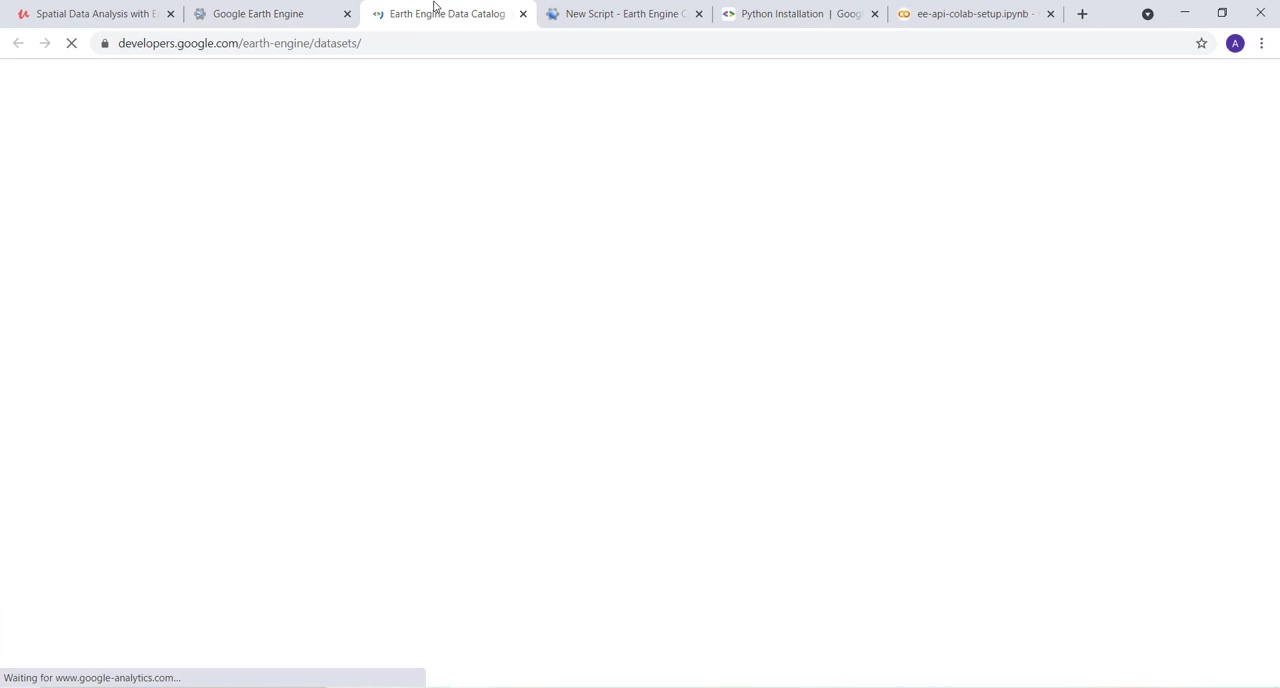 Spatial Data Analysis with E
Google Earth Engine
Earth Engine Data Catalog
New Script - Earth Engine C
Python Installation | Goog
ee-api-colab-setup.ipynb -
developers.google.com/earth-engine/datasets/
A
Waiting for www.google-analytics.com...